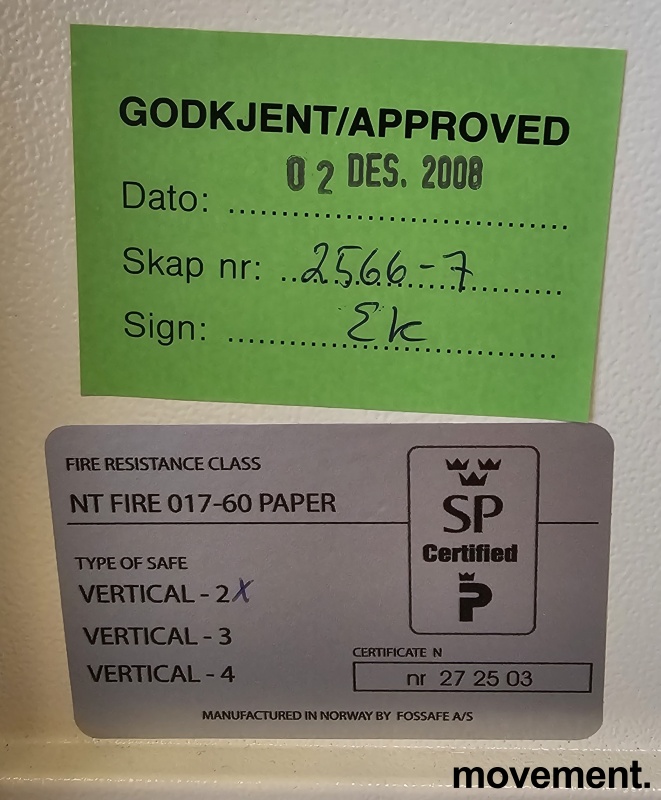 GODKJENT/APPROVED
02 DES. 2008
Dato: ........................................
Skap nr: 2566-7
Sign: Ek
FIRE RESISTANCE CLASS
NT FIRE 017-60 PAPER
SP
Certified
P
TYPE OF SAFE
VERTICAL - 2 X
VERTICAL - 3
VERTICAL - 4
CERTIFICATE N
nr 27 25 03
MANUFACTURED IN NORWAY BY FOSSAFE A/S
movement.